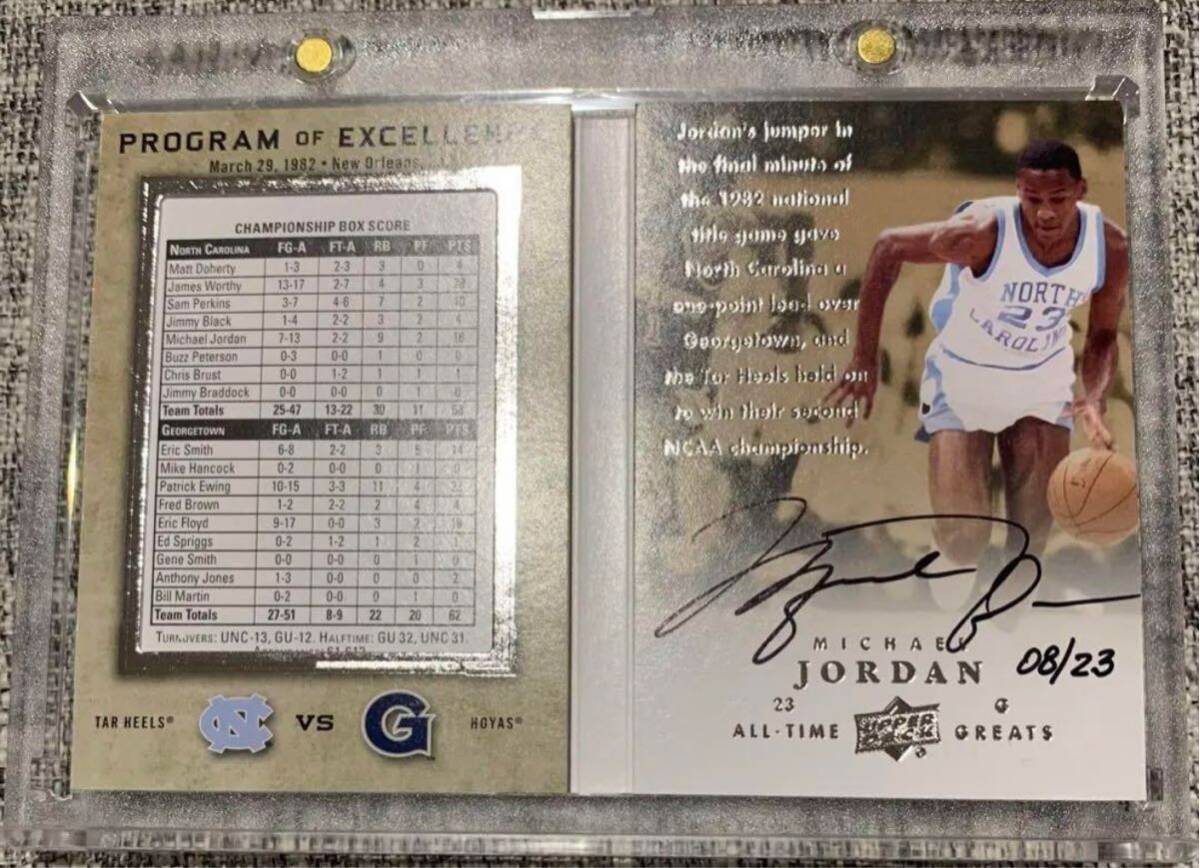 PROGRAM OF EXCELLENCE
March 29, 1982 • New Orleans,
CHAMPIONSHIP BOX SCORE
NORTH CAROLINA FG-A FT-A RB PF PTS
Matt Doherty 1-3 2-3 3 0 4
James Worthy 13-17 2-7 4 3 28
Sam Perkins 3-7 4-6 7 2 10
Jimmy Black 1-4 2-2 3 2 4
Michael Jordan 7-13 2-2 9 2 16
Buzz Peterson 0-3 0-0 1 0 0
Chris Brust 0-0 1-2 1 1 1
Jimmy Braddock 0-0 0-0 0 1 0
Team Totals 25-47 13-22 30 11 63
GEORGETOWN FG-A FT-A RB PF PTS
Eric Smith 6-8 2-2 3 5 14
Mike Hancock 0-2 0-0 0 1 0
Patrick Ewing 10-15 3-3 11 4 23
Fred Brown 1-2 2-2 2 4 4
Eric Floyd 9-17 0-0 3 2 18
Ed Spriggs 0-2 1-2 1 2 1
Gene Smith 0-0 0-0 0 1 0
Anthony Jones 1-3 0-0 0 0 2
Bill Martin 0-2 0-0 0 1 0
Team Totals 27-51 8-9 22 20 62
TURNOVERS: UNC-13, GU-12. HALFTIME: GU 32, UNC 31.
TAR HEELS® NC VS G HOYAS®
Jordan's jumper in
the final minute of
the 1982 national
title game gave
North Carolina a
one-point lead over
Georgetown, and
the Tar Heels held on
to win their second
NCAA championship.
NORTH
23
CAROLINA
MICHAEL
JORDAN
08/23
23 G
ALL-TIME UPPER DECK GREATS